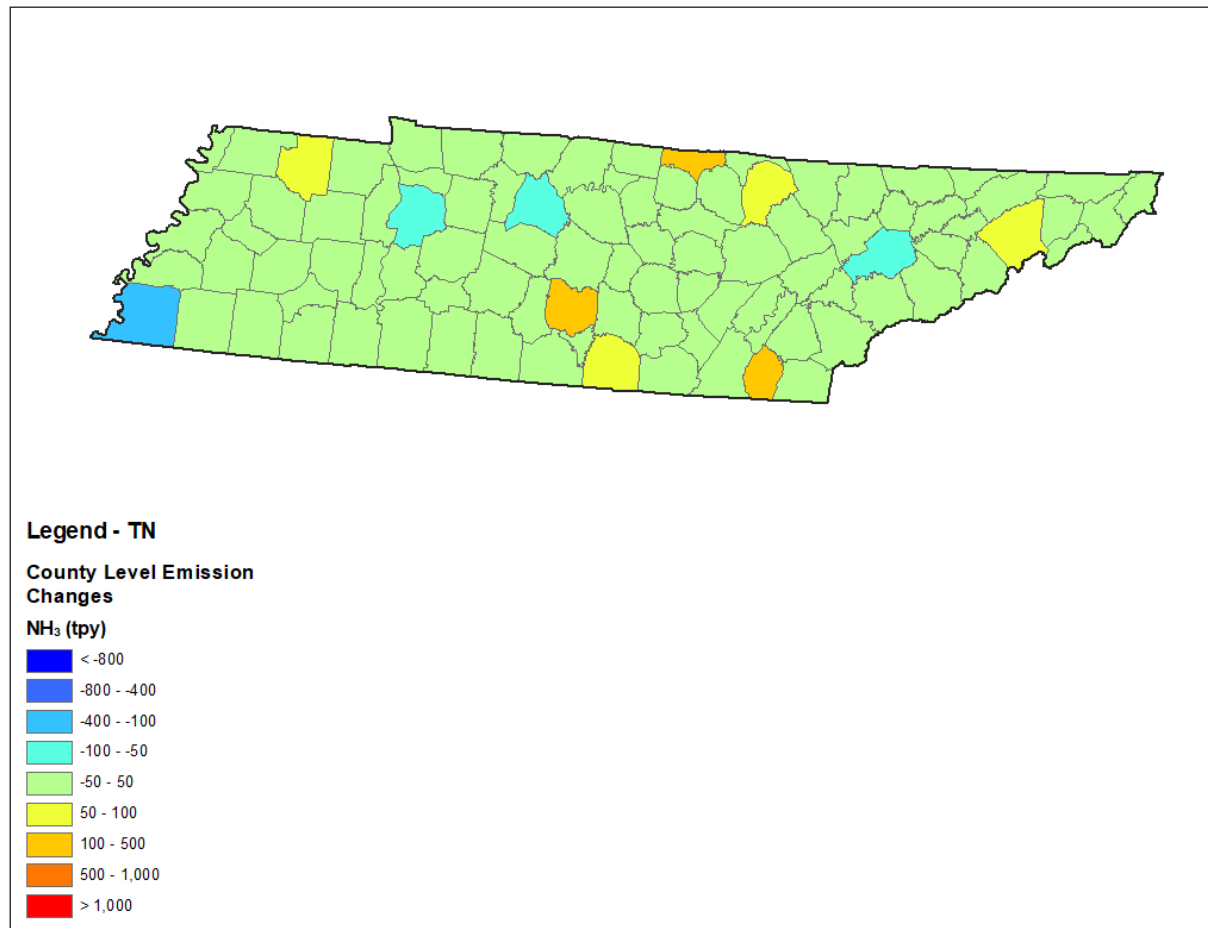 Legend - TN
County Level Emission
Changes
NH₃ (tpy)
< -800
-800 - -400
-400 - -100
-100 - -50
-50 - 50
50 - 100
100 - 500
500 - 1,000
> 1,000